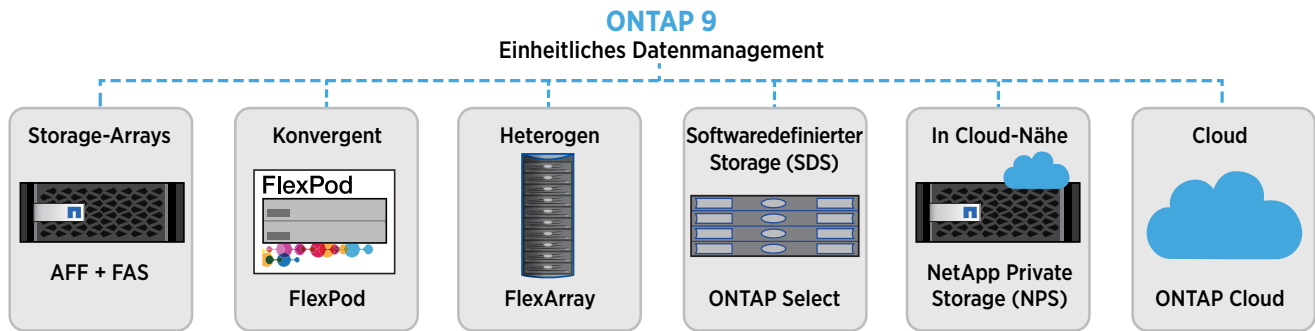 ONTAP 9
Einheitliches Datenmanagement
Storage-Arrays
AFF + FAS
Konvergent
FlexPod
FlexPod
Heterogen
FlexArray
Softwaredefinierter
Storage (SDS)
ONTAP Select
In Cloud-Nähe
NetApp Private
Storage (NPS)
Cloud
ONTAP Cloud